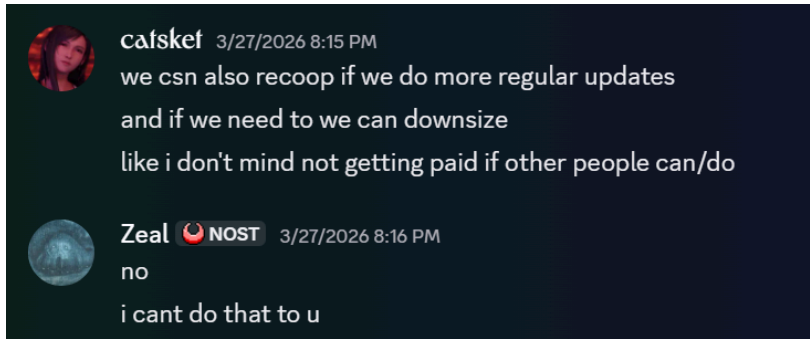 catsket 3/27/2026 8:15 PM
we csn also recoop if we do more regular updates
and if we need to we can downsize
like i don't mind not getting paid if other people can/do
Zeal NOST 3/27/2026 8:16 PM
no
i cant do that to u